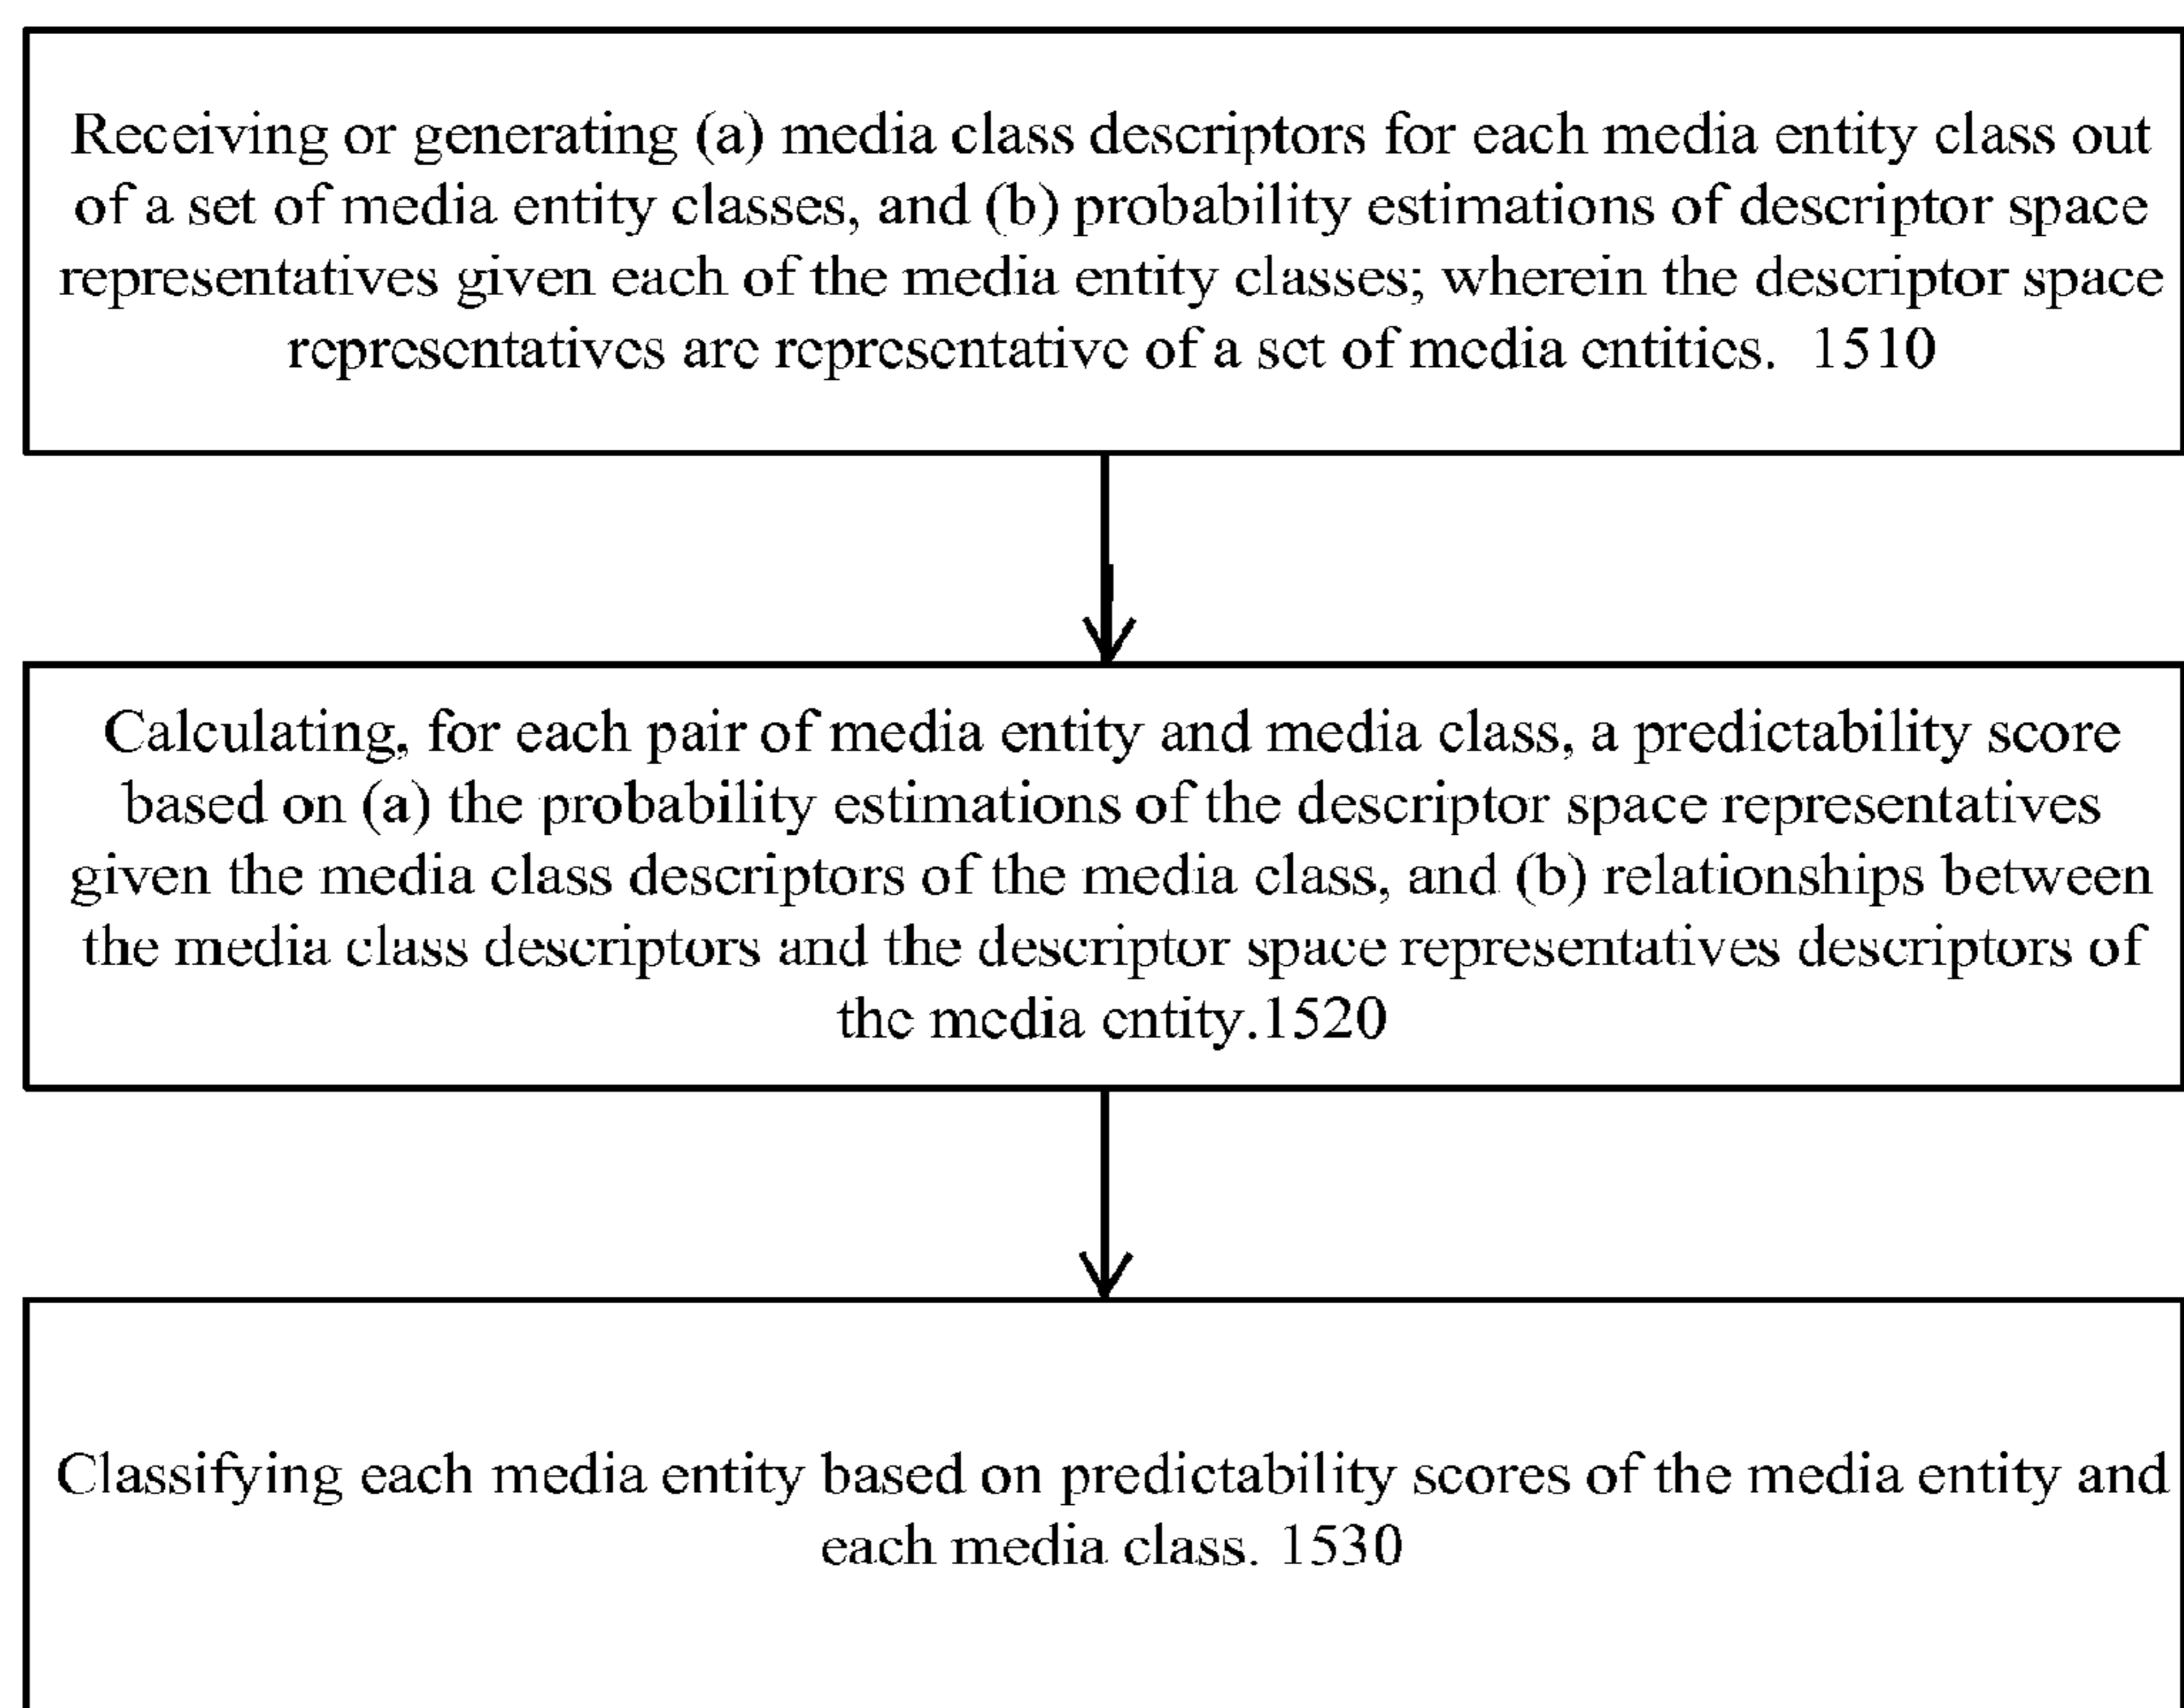 Receiving or generating (a) media class descriptors for each media entity class out
of a set of media entity classes, and (b) probability estimations of descriptor space
representatives given each of the media entity classes; wherein the descriptor space
representatives are representative of a set of media entities. 1510
Calculating, for each pair of media entity and media class, a predictability score
based on (a) the probability estimations of the descriptor space representatives
given the media class descriptors of the media class, and (b) relationships between
the media class descriptors and the descriptor space representatives descriptors of
the media entity.1520
Classifying each media entity based on predictability scores of the media entity and
each media class. 1530